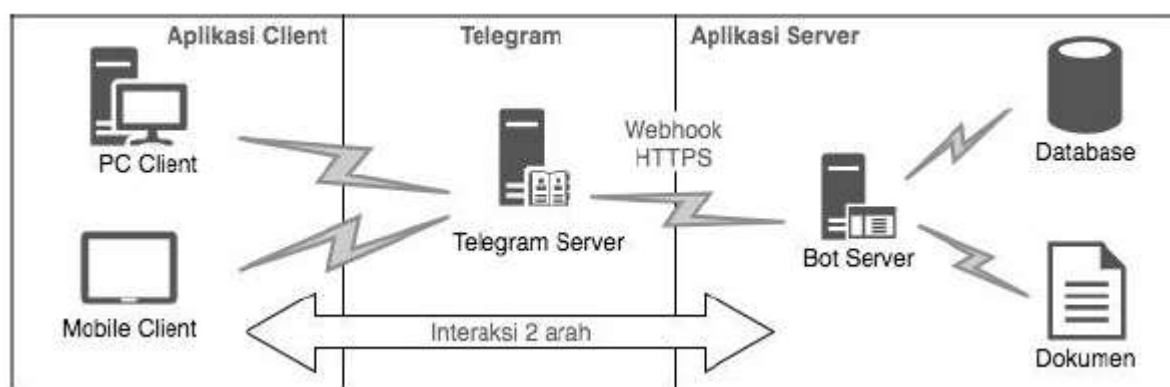 Aplikasi Client
Telegram
Aplikasi Server
PC Client
Mobile Client
Telegram Server
Webhook
HTTPS
Bot Server
Database
Dokumen
Interaksi 2 arah